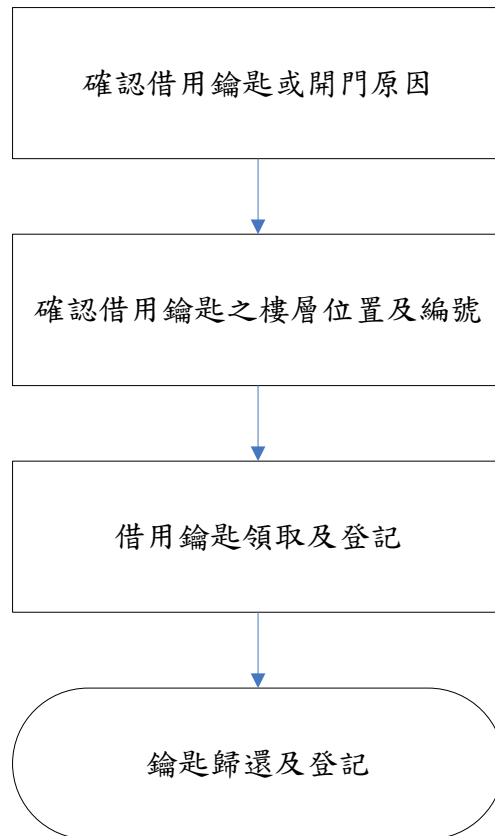 確認借用鑰匙或開門原因
確認借用鑰匙之樓層位置及編號
借用鑰匙領取及登記
鑰匙歸還及登記